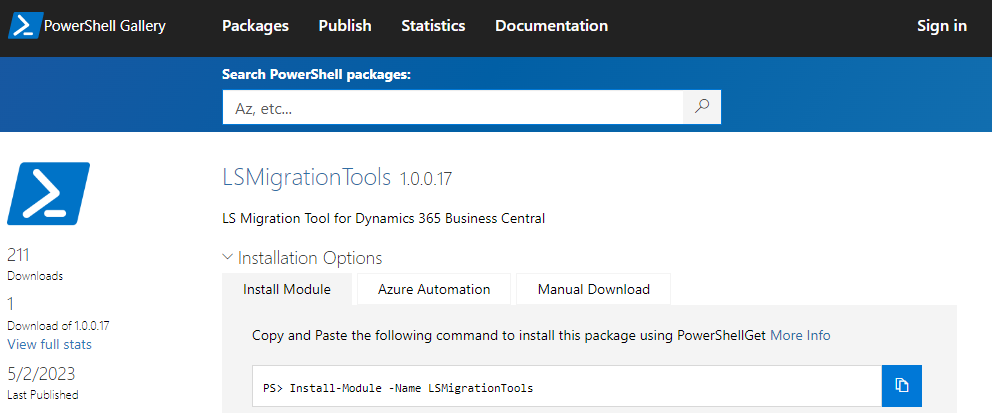 PowerShell Gallery Packages Publish Statistics Documentation Sign in
Search PowerShell packages:
Az, etc...
LSMigrationTools 1.0.0.17
LS Migration Tool for Dynamics 365 Business Central
211
Downloads
1
Download of 1.0.0.17
View full stats
5/2/2023
Last Published
Installation Options
Install Module Azure Automation Manual Download
Copy and Paste the following command to install this package using PowerShellGet More Info
PS> Install-Module -Name LSMigrationTools